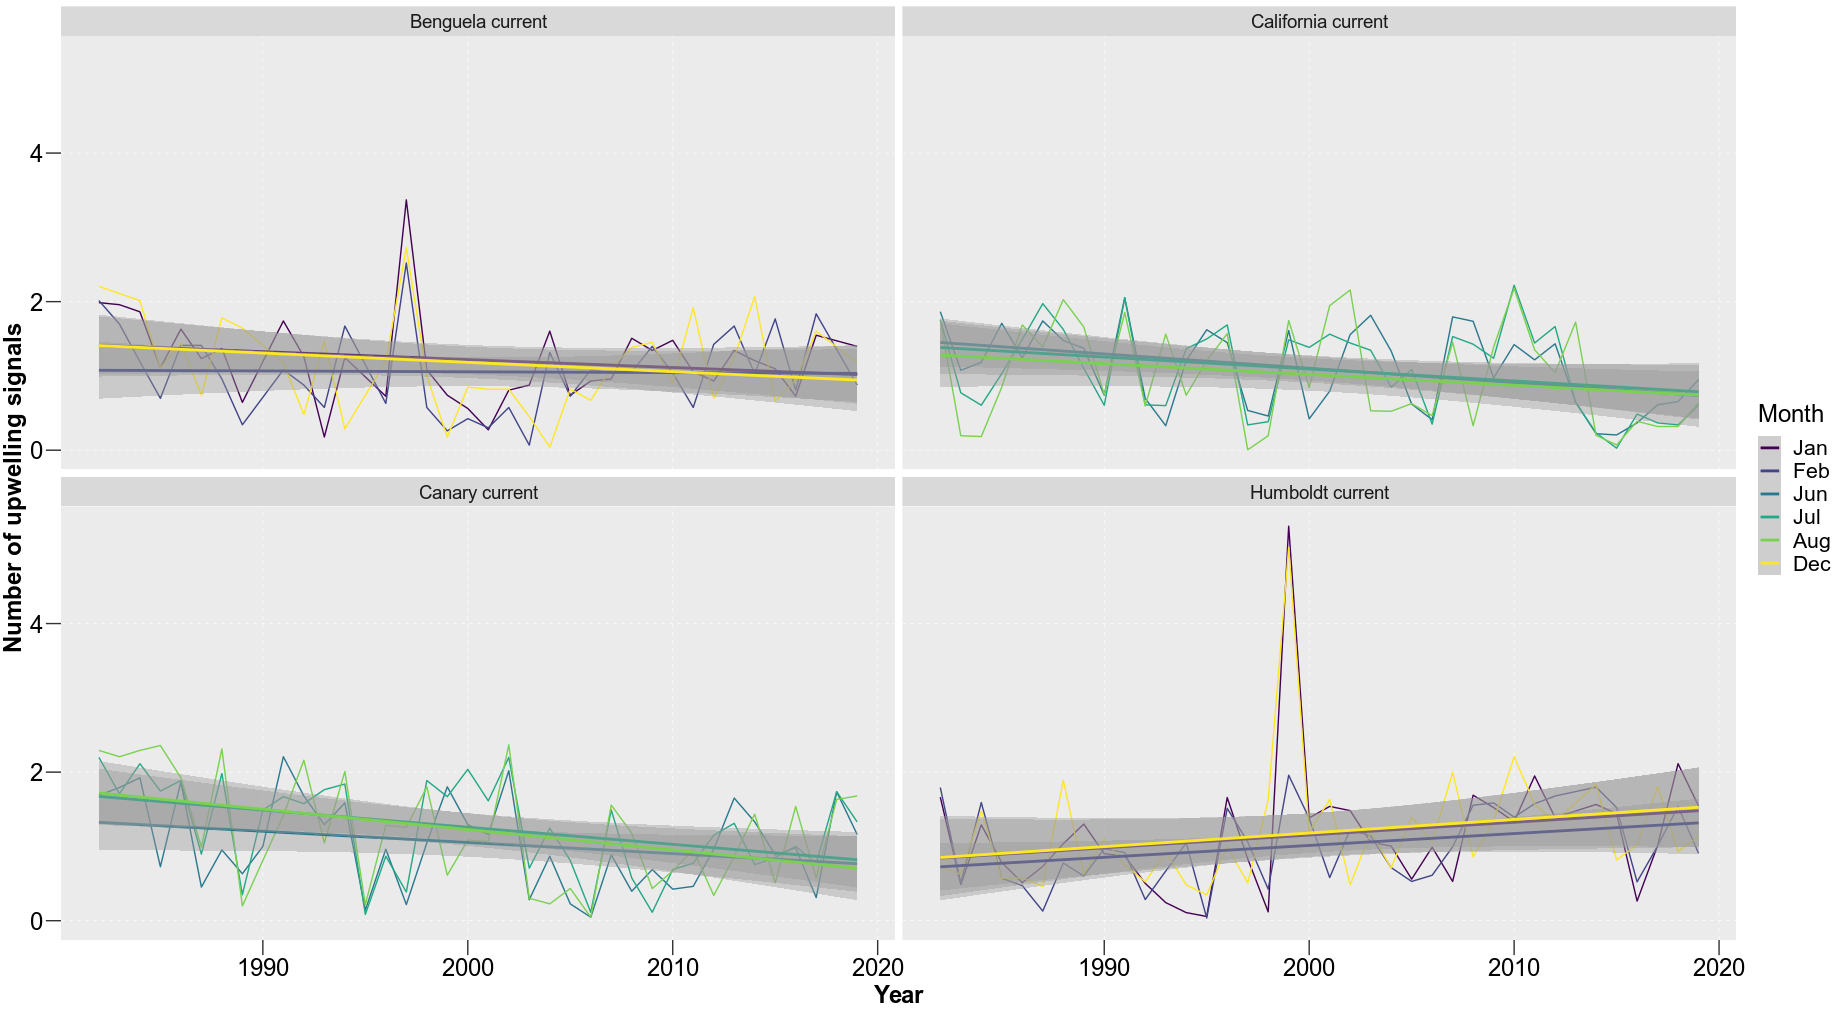 Benguela current
California current
4
2
0
Canary current
Humboldt current
4
2
0
1990
2000
2010
2020
1990
2000
2010
2020
Year
Number of upwelling signals
Month
Jan
Feb
Jun
Jul
Aug
Dec